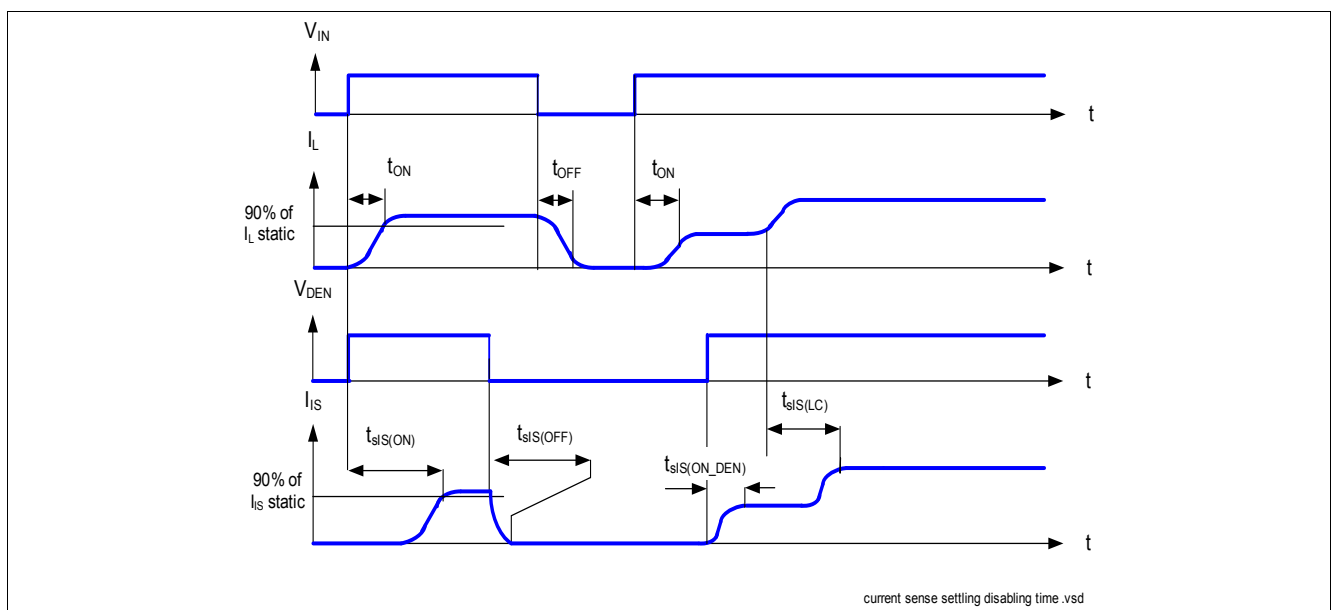 V_IN
t
I_L
t_ON
t_OFF
t_ON
90% of
I_L static
t
V_DEN
t
I_IS
t_sIS(ON)
t_sIS(OFF)
t_sIS(LC)
t_sIS(ON_DEN)
90% of
I_IS static
t
current sense settling disabling time .vsd